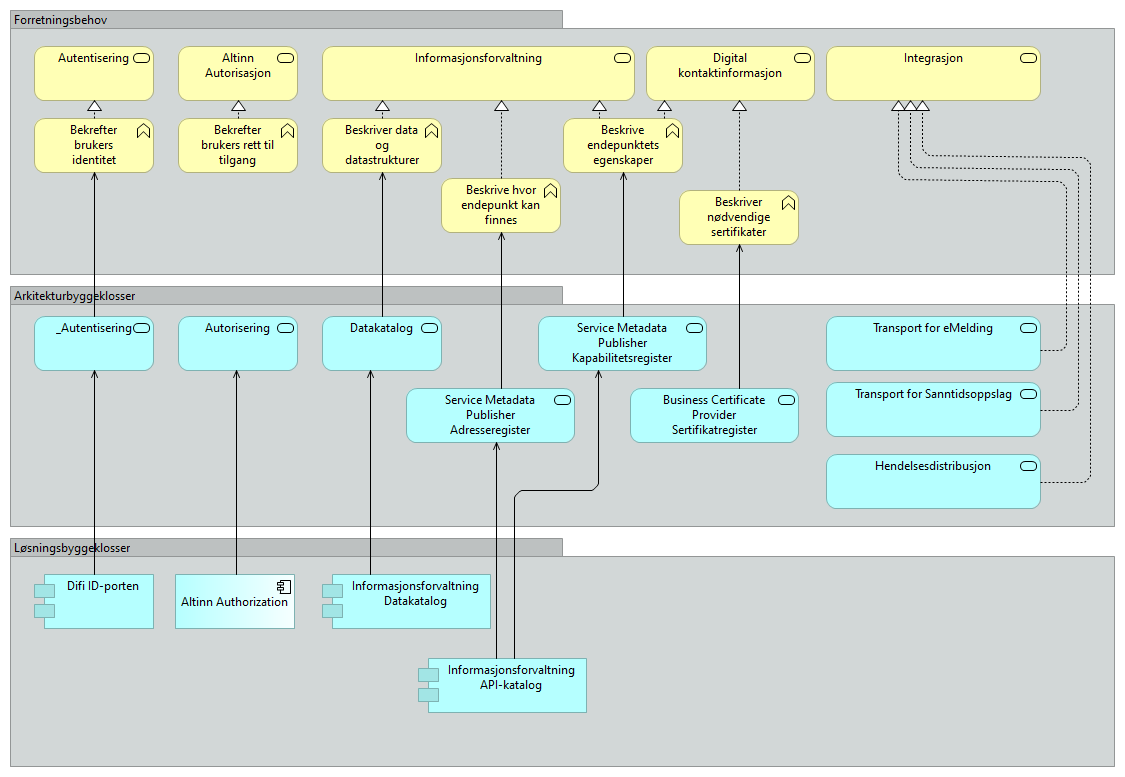 Forretningsbehov
Autentisering
Altinn
Autorisasjon
Informasjonsforvaltning
Digital
kontaktinformasjon
Integrasjon
Bekrefter
brukers
identitet
Bekrefter
brukers rett til
tilgang
Beskriver data
og
datastrukturer
Beskrive
endepunktets
egenskaper
Beskrive hvor
endepunkt kan
finnes
Beskriver
nødvendige
sertifikater
Arkitekturbyggeklosser
_Autentisering
Autorisering
Datakatalog
Service Metadata
Publisher
Kapabilitetsregister
Transport for eMelding
Service Metadata
Publisher
Adresseregister
Business Certificate
Provider
Sertifikatregister
Transport for Sanntidsoppslag
Hendelsesdistribusjon
Løsningsbyggeklosser
Difi ID-porten
Altinn Authorization
Informasjonsforvaltning
Datakatalog
Informasjonsforvaltning
API-katalog